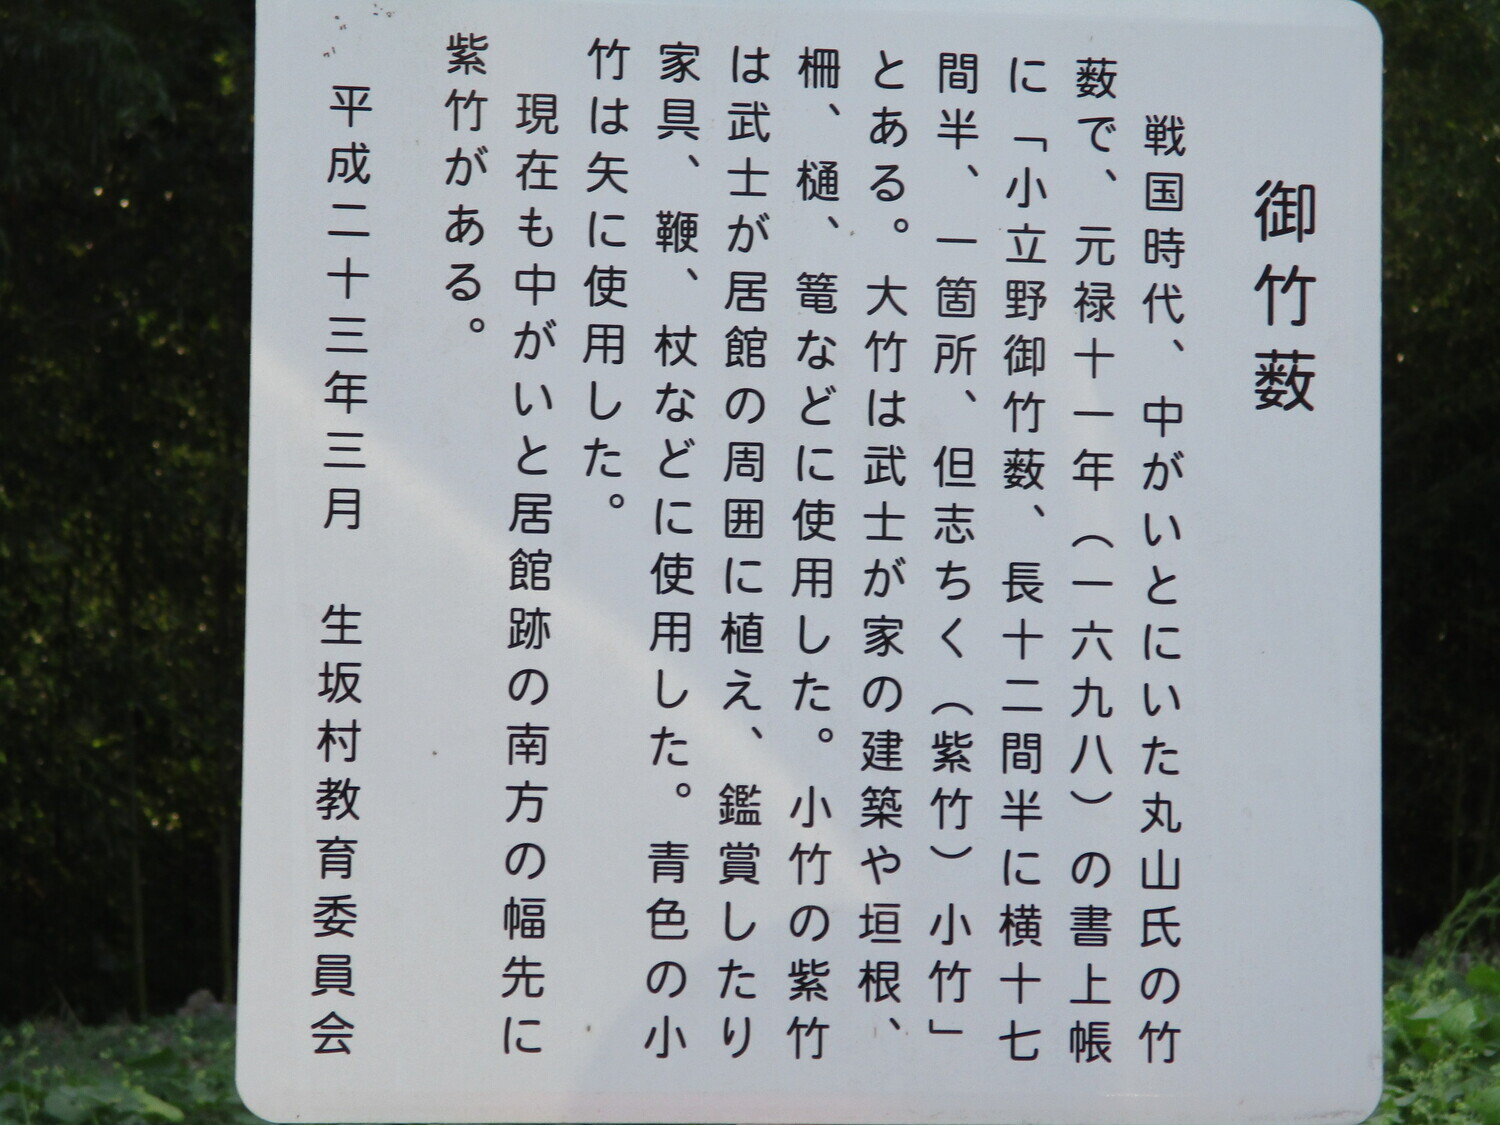 御竹薮
戦国時代、中がいとにいた丸山氏の竹
薮で、元禄十一年（一六九八）の書上帳
に「小立野御竹薮、長十二間半に横十七
間半、一箇所、但志ちく（紫竹）小竹」
とある。大竹は武士が家の建築や垣根、
柵、樋、篭などに使用した。小竹の紫竹
は武士が居館の周囲に植え、鑑賞したり
家具、鞭、杖などに使用した。青色の小
竹は矢に使用した。
現在も中がいと居館跡の南方の幅先に
紫竹がある。
平成二十三年三月　生坂村教育委員会